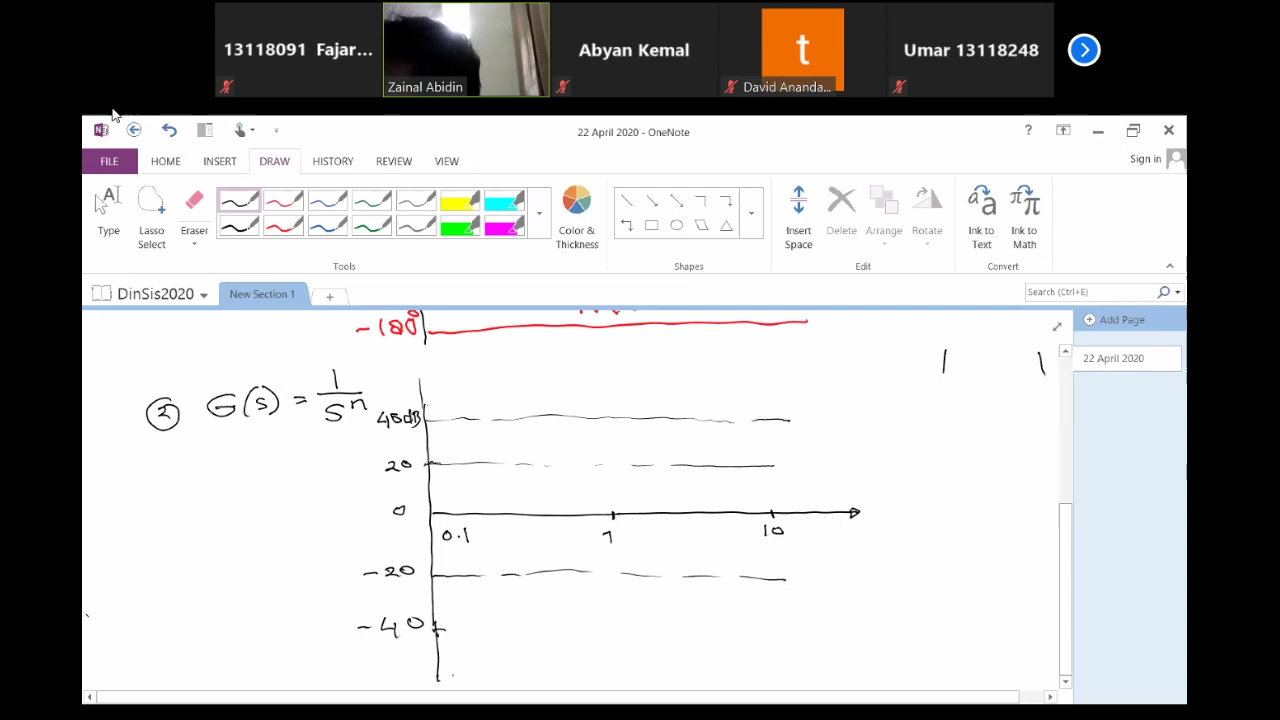 13118091 Fajar...
Zainal Abidin
Abyan Kemal
t
David Ananda...
Umar 13118248
22 April 2020 - OneNote
?
FILE HOME INSERT DRAW HISTORY REVIEW VIEW
Sign in
Type
Lasso Select
Eraser
Color & Thickness
Insert Space
Delete
Arrange
Rotate
Ink to Text
Ink to Math
Tools
Shapes
Edit
Convert
DinSis2020
New Section 1
Search (Ctrl+E)
Add Page
22 April 2020
-180°
② G(s) = 1/s^n
40dB
20
0
0.1 1 10
-20
-40